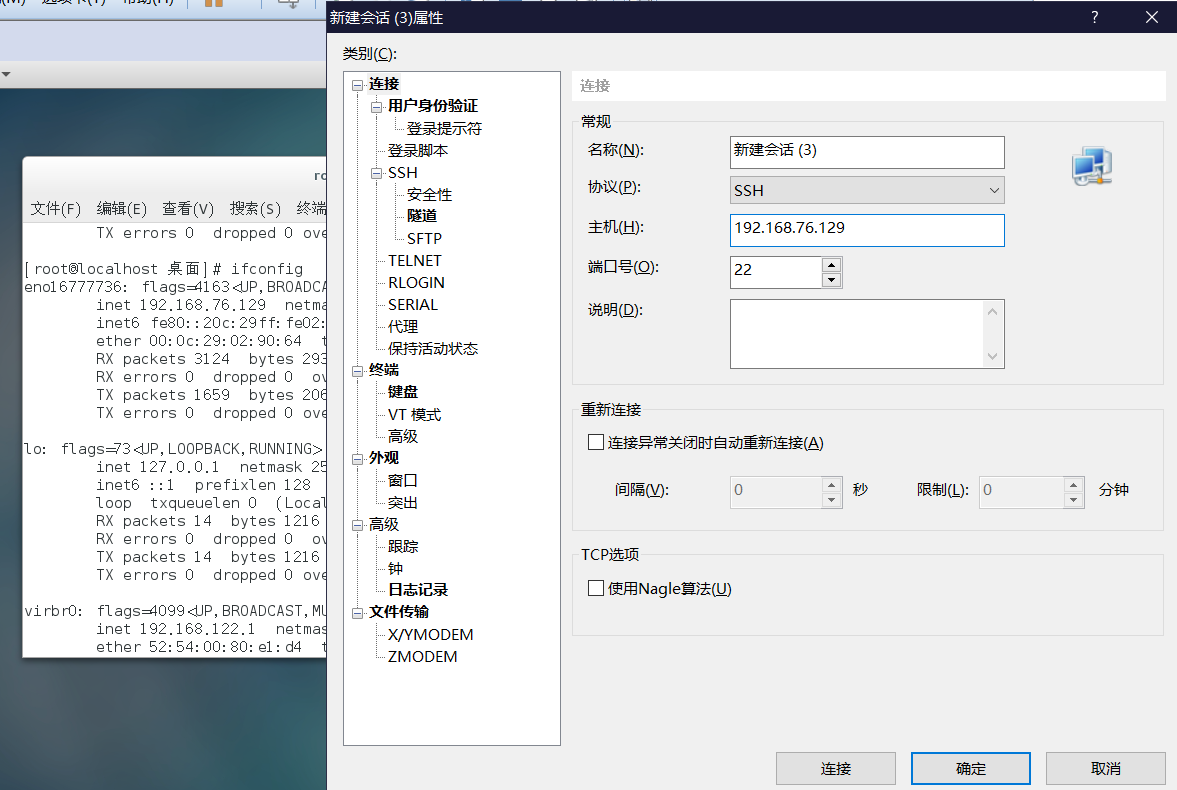 选项卡(T) 帮助(H)
文件(F) 编辑(E) 查看(V) 搜索(S) 终端
TX errors 0 dropped 0 ove
[root@localhost 桌面]# ifconfig
eno16777736: flags=4163<UP,BROADCA
inet 192.168.76.129 netma
inet6 fe80::20c:29ff:fe02:
ether 00:0c:29:02:90:64 t
RX packets 3124 bytes 293
RX errors 0 dropped 0 ov
TX packets 1659 bytes 206
TX errors 0 dropped 0 ove
lo: flags=73<UP,LOOPBACK,RUNNING>
inet 127.0.0.1 netmask 25
inet6 ::1 prefixlen 128
loop txqueuelen 0 (Local
RX packets 14 bytes 1216
RX errors 0 dropped 0 ov
TX packets 14 bytes 1216
TX errors 0 dropped 0 ove
virbr0: flags=4099<UP,BROADCAST,MU
inet 192.168.122.1 netmas
ether 52:54:00:80:e1:d4 t
新建会话 (3)属性
类别(C):
连接
用户身份验证
登录提示符
登录脚本
SSH
安全性
隧道
SFTP
TELNET
RLOGIN
SERIAL
代理
保持活动状态
终端
键盘
VT 模式
高级
外观
窗口
突出
高级
跟踪
钟
日志记录
文件传输
X/YMODEM
ZMODEM
连接
常规
名称(N): 新建会话 (3)
协议(P): SSH
主机(H): 192.168.76.129
端口号(O): 22
说明(D):
重新连接
连接异常关闭时自动重新连接(A)
间隔(V): 0 秒 限制(L): 0 分钟
TCP选项
使用Nagle算法(U)
连接 确定 取消